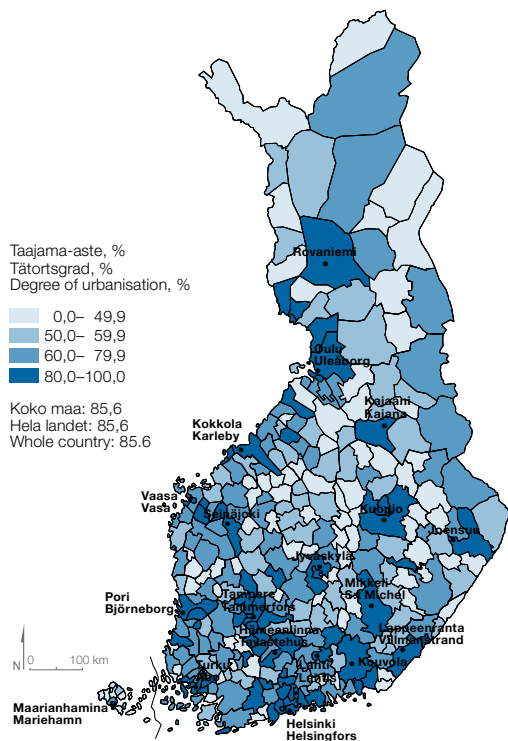 Taajama-aste, %
Tätortsgrad, %
Degree of urbanisation, %
0,0– 49,9
50,0– 59,9
60,0– 79,9
80,0–100,0
Koko maa: 85,6
Hela landet: 85,6
Whole country: 85.6
Rovaniemi
Oulu
Uleåborg
Kajaani
Kajana
Kokkola
Karleby
Vaasa
Vasa
Seinäjoki
Kuopio
Joensuu
Jyväskylä
Mikkeli
S:t Michel
Pori
Björneborg
Tampere
Tammerfors
Hämeenlinna
Tavastehus
Lappeenranta
Villmanstrand
Turku
Åbo
Lahti
Lahtis
Kouvola
N
0 100 km
Maarianhamina
Mariehamn
Helsinki
Helsingfors